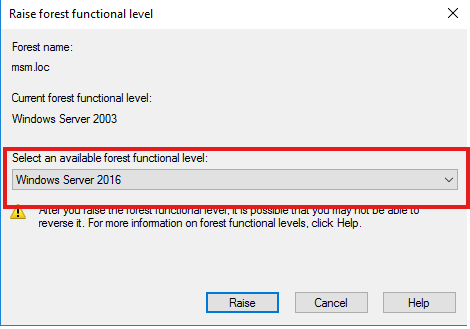 Raise forest functional level
Forest name:
msm.loc
Current forest functional level:
Windows Server 2003
Select an available forest functional level:
Windows Server 2016
After you raise the forest functional level, it is possible that you may not be able to
reverse it. For more information on forest functional levels, click Help.
Raise
Cancel
Help